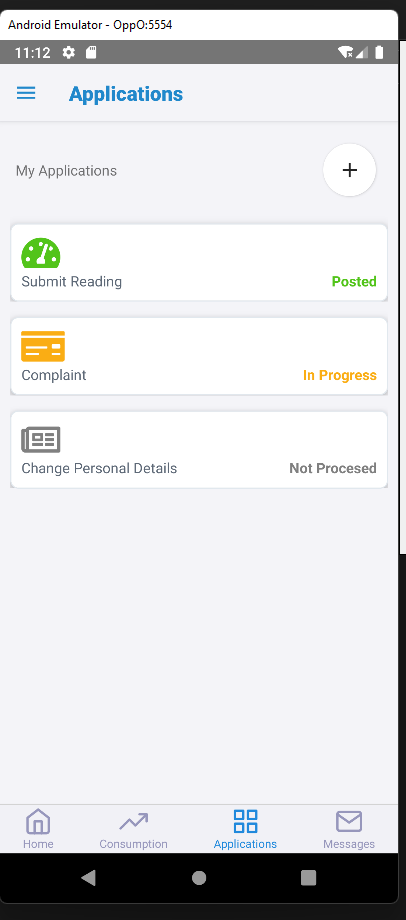 Android Emulator - OppO:5554
11:12
Applications
My Applications
Submit Reading
Posted
Complaint
In Progress
Change Personal Details
Not Procesed
Home
Consumption
Applications
Messages